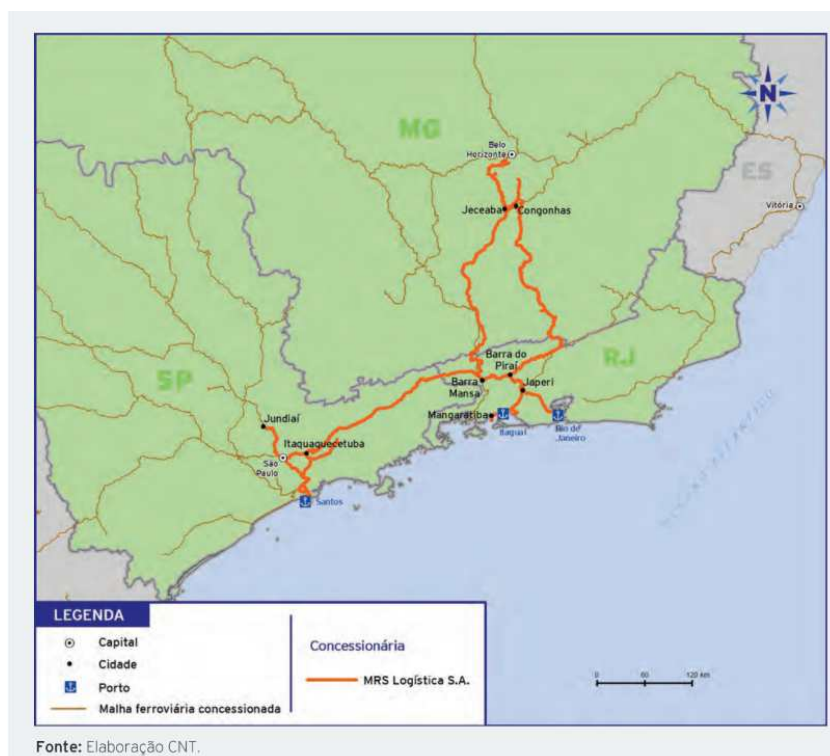 N
MG
ES
Belo
Horizonte
Vitória
Jeceaba
Congonhas
RJ
SP
Barra do
Piraí
Barra
Mansa
Japeri
Mangaratiba
Itaguaí
Rio de
Janeiro
Jundiaí
Itaquaquecetuba
São
Paulo
Santos
OCEANO ATLÂNTICO
LEGENDA
Capital
Cidade
Porto
Malha ferroviária concessionada
Concessionária
MRS Logística S.A.
0 60 120 km
Fonte: Elaboração CNT.